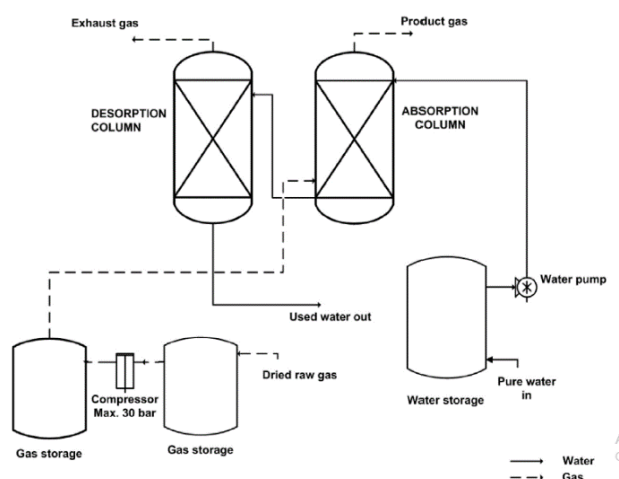 Exhaust gas
Product gas
DESORPTION
COLUMN
ABSORPTION
COLUMN
Water pump
Used water out
Dried raw gas
Compressor
Max. 30 bar
Pure water
in
Water storage
Gas storage
Gas storage
Water
Gas